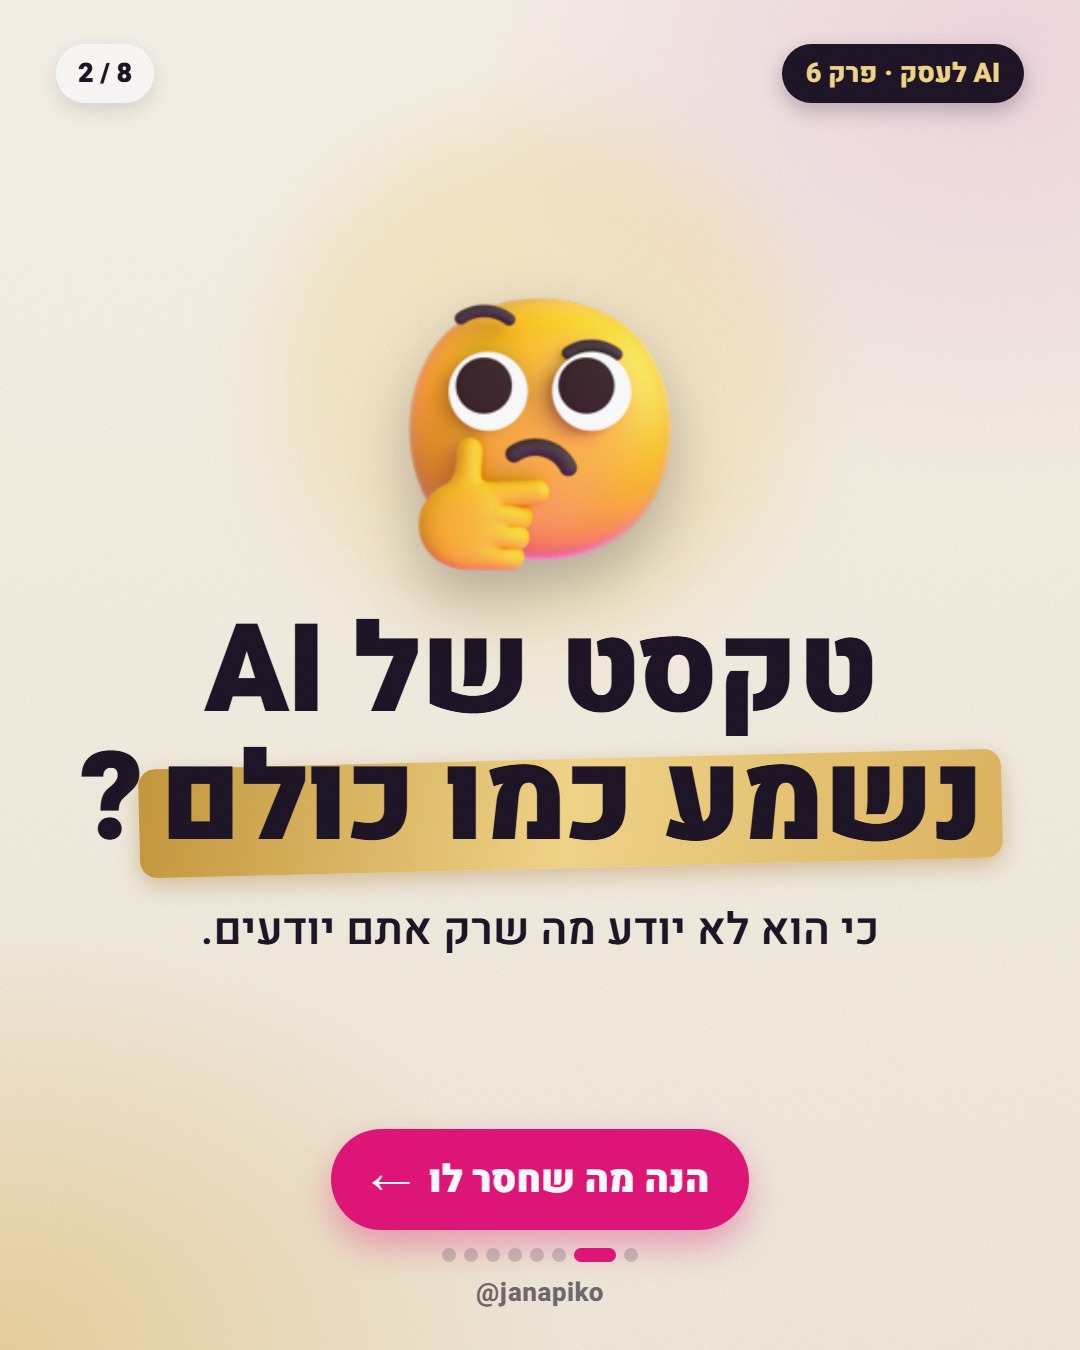 AI לעסק · פרק 6
2 / 8
טקסט של AI
נשמע כמו כולם?
כי הוא לא יודע מה שרק אתם יודעים.
הנה מה שחסר לו ←
@janapiko